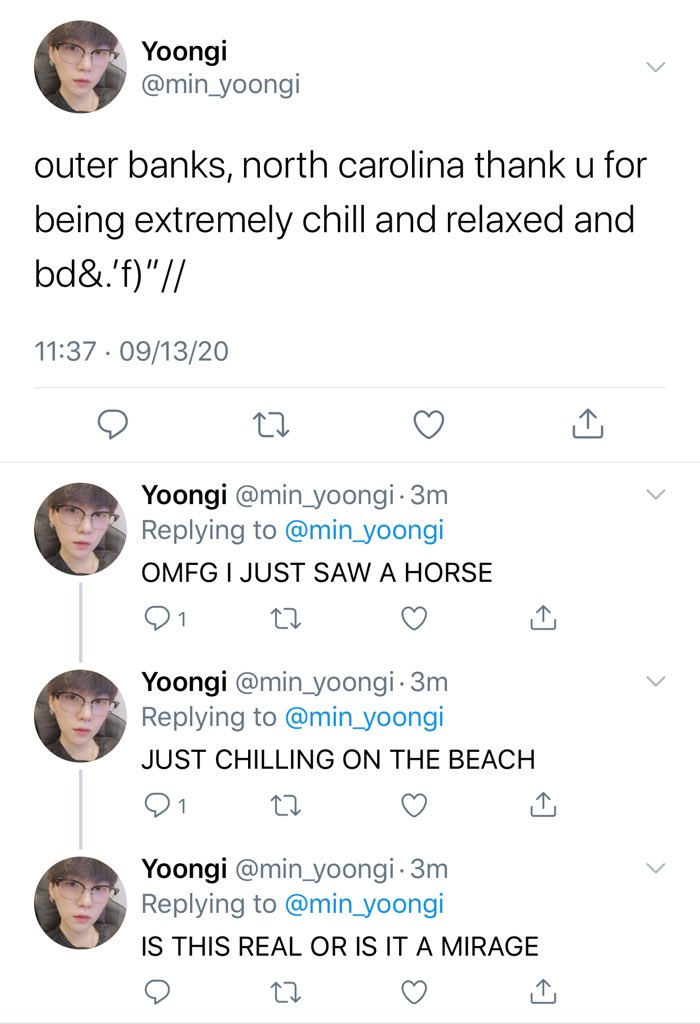 Yoongi
@min_yoongi
outer banks, north carolina thank u for
being extremely chill and relaxed and
bd&.'f)"//
11:37 · 09/13/20
Yoongi @min_yoongi · 3m
Replying to @min_yoongi
OMFG I JUST SAW A HORSE
1
Yoongi @min_yoongi · 3m
Replying to @min_yoongi
JUST CHILLING ON THE BEACH
1
Yoongi @min_yoongi · 3m
Replying to @min_yoongi
IS THIS REAL OR IS IT A MIRAGE